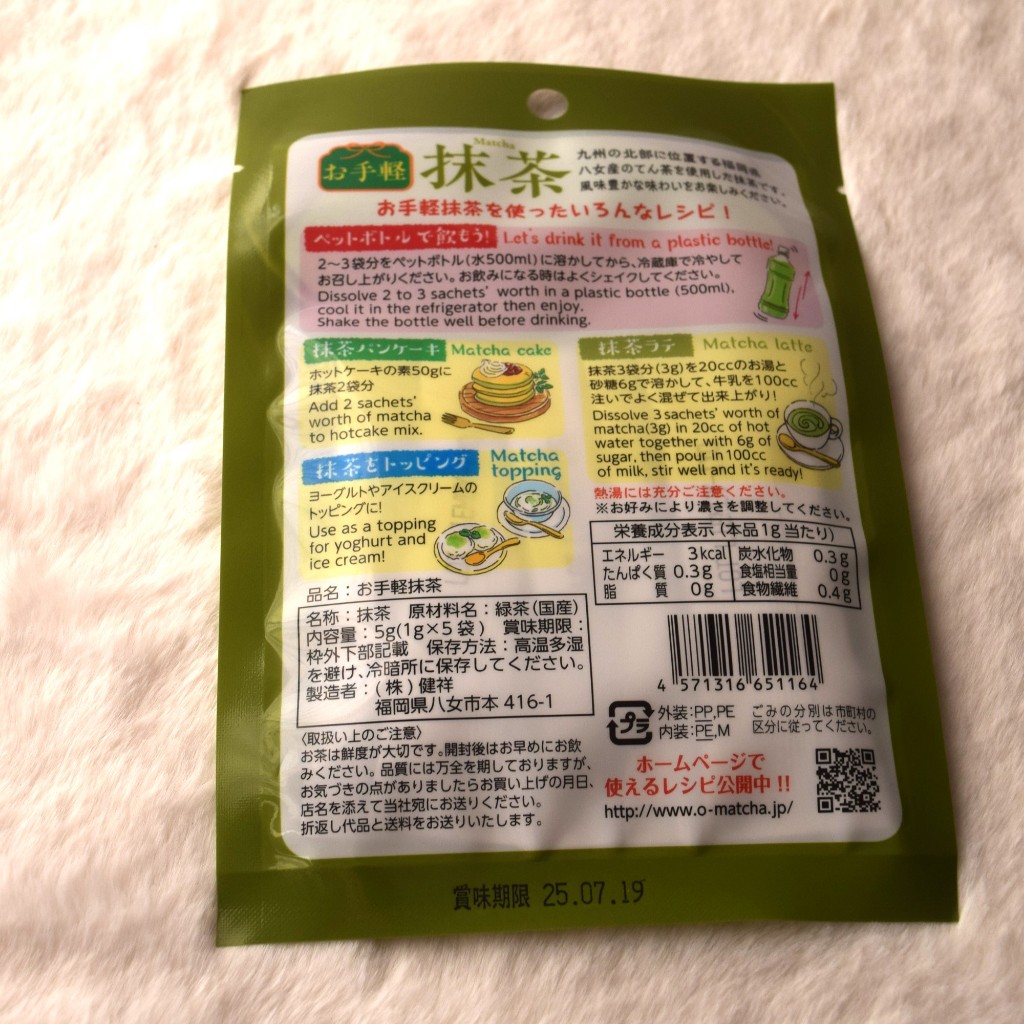 お手軽
Matcha
抹茶
九州の北部に位置する福岡県
八女産のてん茶を使用した抹茶です。
風味豊かな味わいをお楽しみください。
お手軽抹茶を使ったいろんなレシピ！
ペットボトルで飲もう！ Let's drink it from a plastic bottle!
2～3袋分をペットボトル(水500ml)に溶かしてから、冷蔵庫で冷やして
お召し上がりください。お飲みになる時はよくシェイクしてください。
Dissolve 2 to 3 sachets' worth in a plastic bottle (500ml),
cool it in the refrigerator then enjoy.
Shake the bottle well before drinking.
抹茶パンケーキ Matcha cake
ホットケーキの素50gに
抹茶2袋分
Add 2 sachets'
worth of matcha
to hotcake mix.
抹茶をトッピング Matcha
topping
ヨーグルトやアイスクリームの
トッピングに!
Use as a topping
for yoghurt and
ice cream!
抹茶ラテ Matcha latte
抹茶3袋分(3g)を20ccのお湯と
砂糖6gで溶かして、牛乳を100cc
注いでよく混ぜて出来上がり!
Dissolve 3 sachets' worth of
matcha(3g) in 20cc of hot
water together with 6g of
sugar, then pour in 100cc
of milk, stir well and it's ready!
熱湯には充分ご注意ください。
※お好みにより濃さを調整してください。
栄養成分表示(本品1g当たり)
エネルギー 3kcal 炭水化物 0.3g
たんぱく質 0.3g 食塩相当量 0g
脂質 0g 食物繊維 0.4g
品名：お手軽抹茶
名称：抹茶 原材料名：緑茶(国産)
内容量：5g(1g×5袋) 賞味期限：
枠外下部記載 保存方法：高温多湿
を避け、冷暗所に保存してください。
製造者：(株)健祥
福岡県八女市本 416-1
〈取扱い上のご注意〉
お茶は鮮度が大切です。開封後はお早めにお飲
みください。品質には万全を期しておりますが、
お気づきの点がありましたらお買い上げの月日、
店名を添えて当社宛にお送りください。
折返し代品と送料をお送りいたします。
4 571316 651164
プラ
外装：PP,PE
内装：PE,M
ごみの分別は市町村の
区分に従ってください。
ホームページで
使えるレシピ公開中!!
http://www.o-matcha.jp/
賞味期限 25.07.19